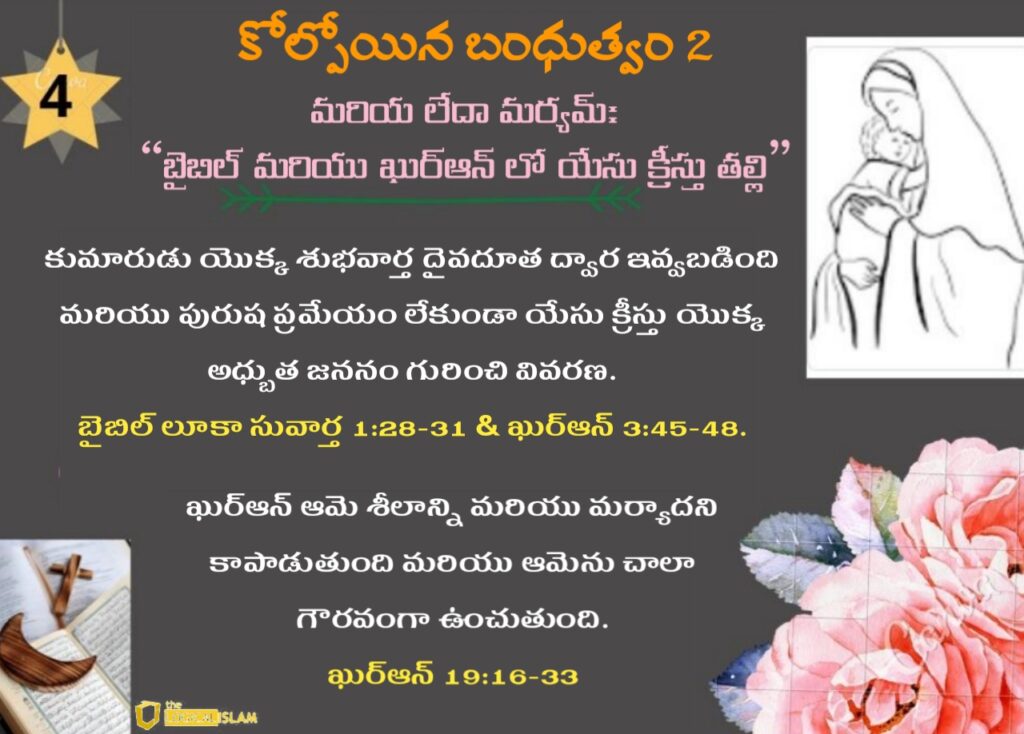 4
కోల్పోయిన బంధుత్వం 2
మరియ లేదా మర్యమ్:
“బైబిల్ మరియు ఖుర్ఆన్ లో యేసు క్రీస్తు తల్లి”
కుమారుడు యొక్క శుభవార్త దైవదూత ద్వార ఇవ్వబడింది
మరియు పురుష ప్రమేయం లేకుండా యేసు క్రీస్తు యొక్క
అధ్బుత జననం గురించి వివరణ.
బైబిల్ లూకా సువార్త 1:28-31 & ఖుర్ఆన్ 3:45-48.
ఖుర్ఆన్ ఆమె శీలాన్ని మరియు మర్యాదని
కాపాడుతుంది మరియు ఆమెను చాలా
గౌరవంగా ఉంచుతుంది.
ఖుర్ఆన్ 19:16-33
the
ISLAM